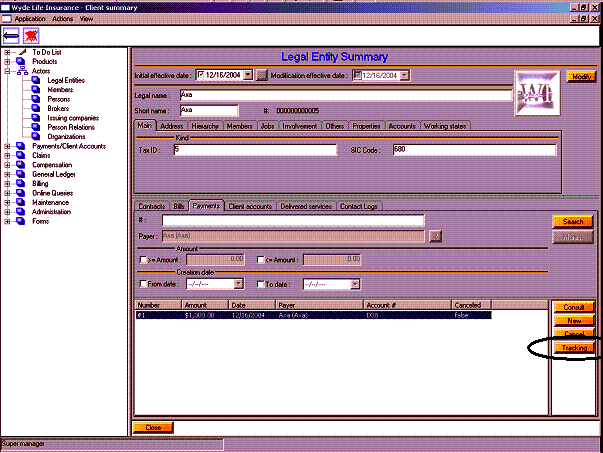 Wyde Life Insurance - Client summary
Application Actions View
To Do List
Products
Actors
Legal Entities
Members
Persons
Brokers
Issuing companies
Person Relations
Organizations
Payments/Client Accounts
Claims
Compensation
General Ledger
Billing
Online Queries
Maintenance
Administration
Forms
Legal Entity Summary
Initial effective date : 12/16/2004 Modification effective date : 12/16/2004
Modify
Legal name : Axa
Short name : Axa #: 000000000005
Main Address Hierarchy Members Jobs Involvement Others Properties Accounts Working states
Kind
Tax ID : 5 SIC Code : 680
Contracts Bills Payments Client accounts Delivered services Contact Logs
# :
Search
Payer : Axa (Axa)
Amount
>= Amount : 0.00 <= Amount : 0.00
Creation date
From date : --/--/---- To date : --/--/----
Number Amount Date Payer Account # Canceled
#1 $1,000.00 12/16/2004 Axa (Axa) false
Consult
New
Cancel
Tracking
Close
Super manager